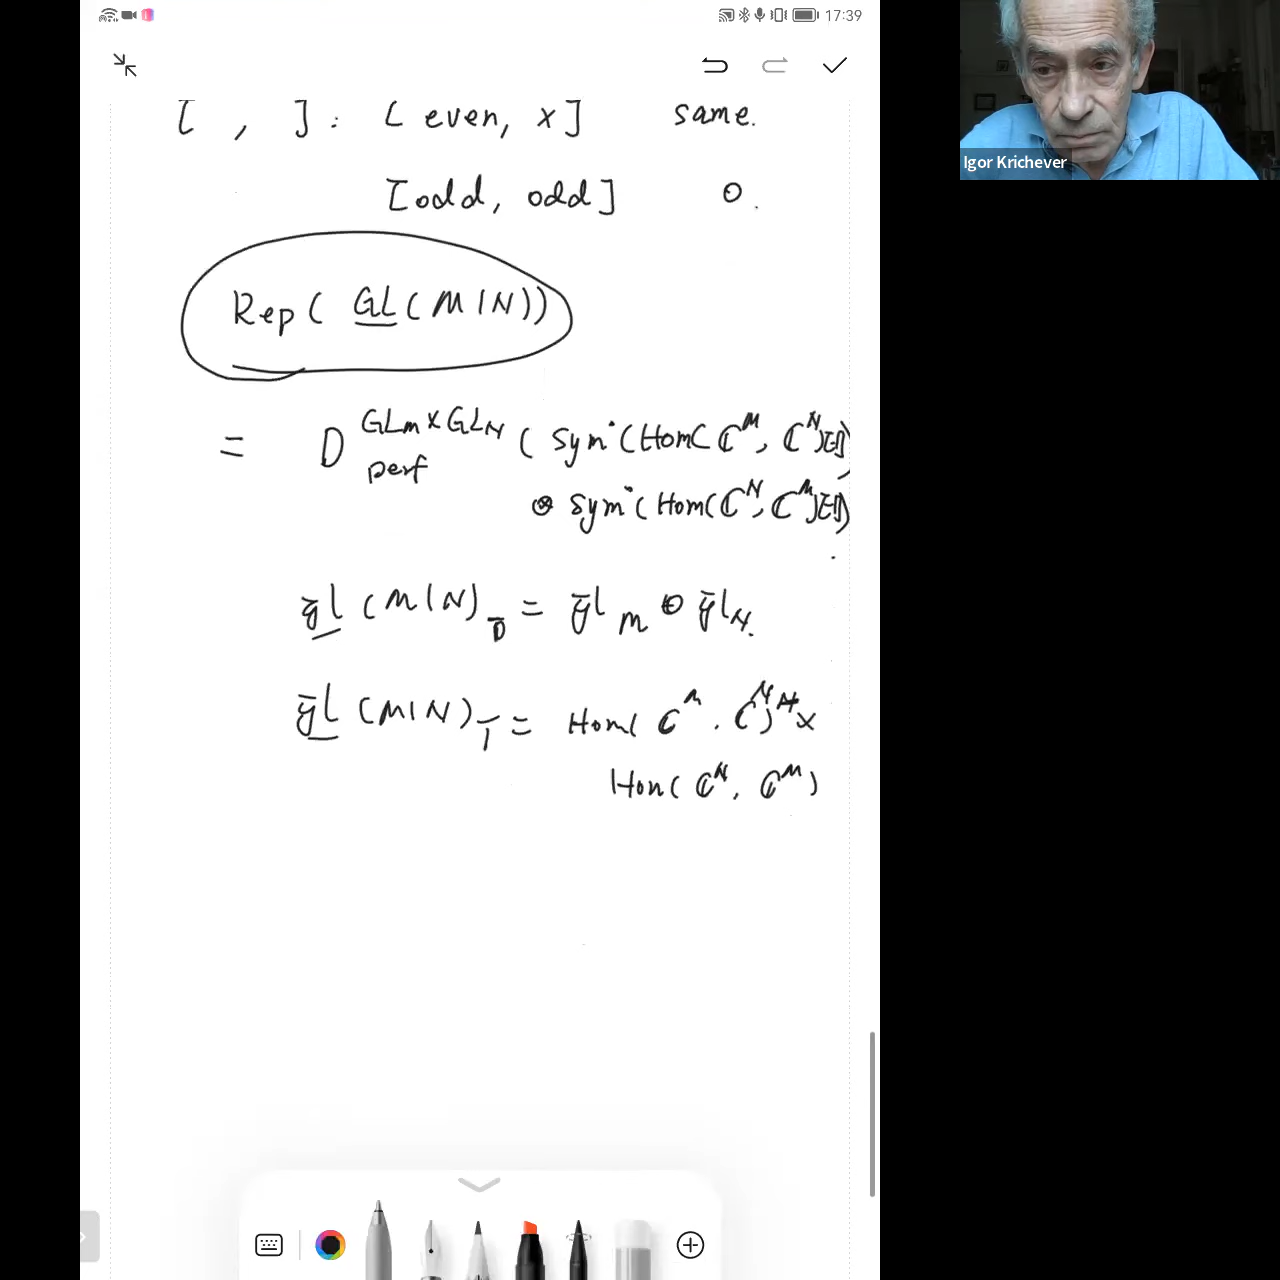 17:39
[ , ] : ( even, x ] same.
[odd, odd] 0.
Rep( GL(M|N))
= D^{GL_M×GL_N}_{perf} ( Sym^•(Hom(ℂ^M, ℂ^N)[-1])
⊗ Sym^•(Hom(ℂ^N, ℂ^M)[-1])
gl (M|N)_0̄ = gl_M ⊕ gl_N.
gl (M|N)_1̄ = Hom( ℂ^M, ℂ^N) ×
Hom( ℂ^N, ℂ^M)
Igor Krichever